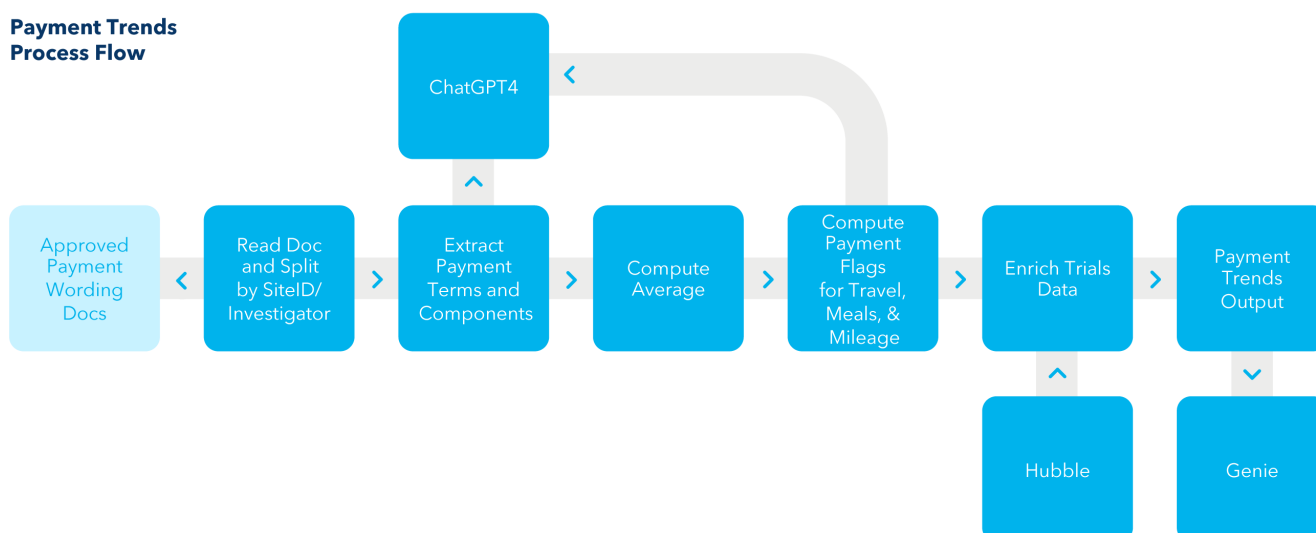 Payment Trends
Process Flow
ChatGPT4
Approved
Payment
Wording
Docs
Read Doc
and Split
by SiteID/
Investigator
Extract
Payment
Terms and
Components
Compute
Average
Compute
Payment
Flags
for Travel,
Meals, &
Mileage
Enrich Trials
Data
Payment
Trends
Output
Hubble
Genie